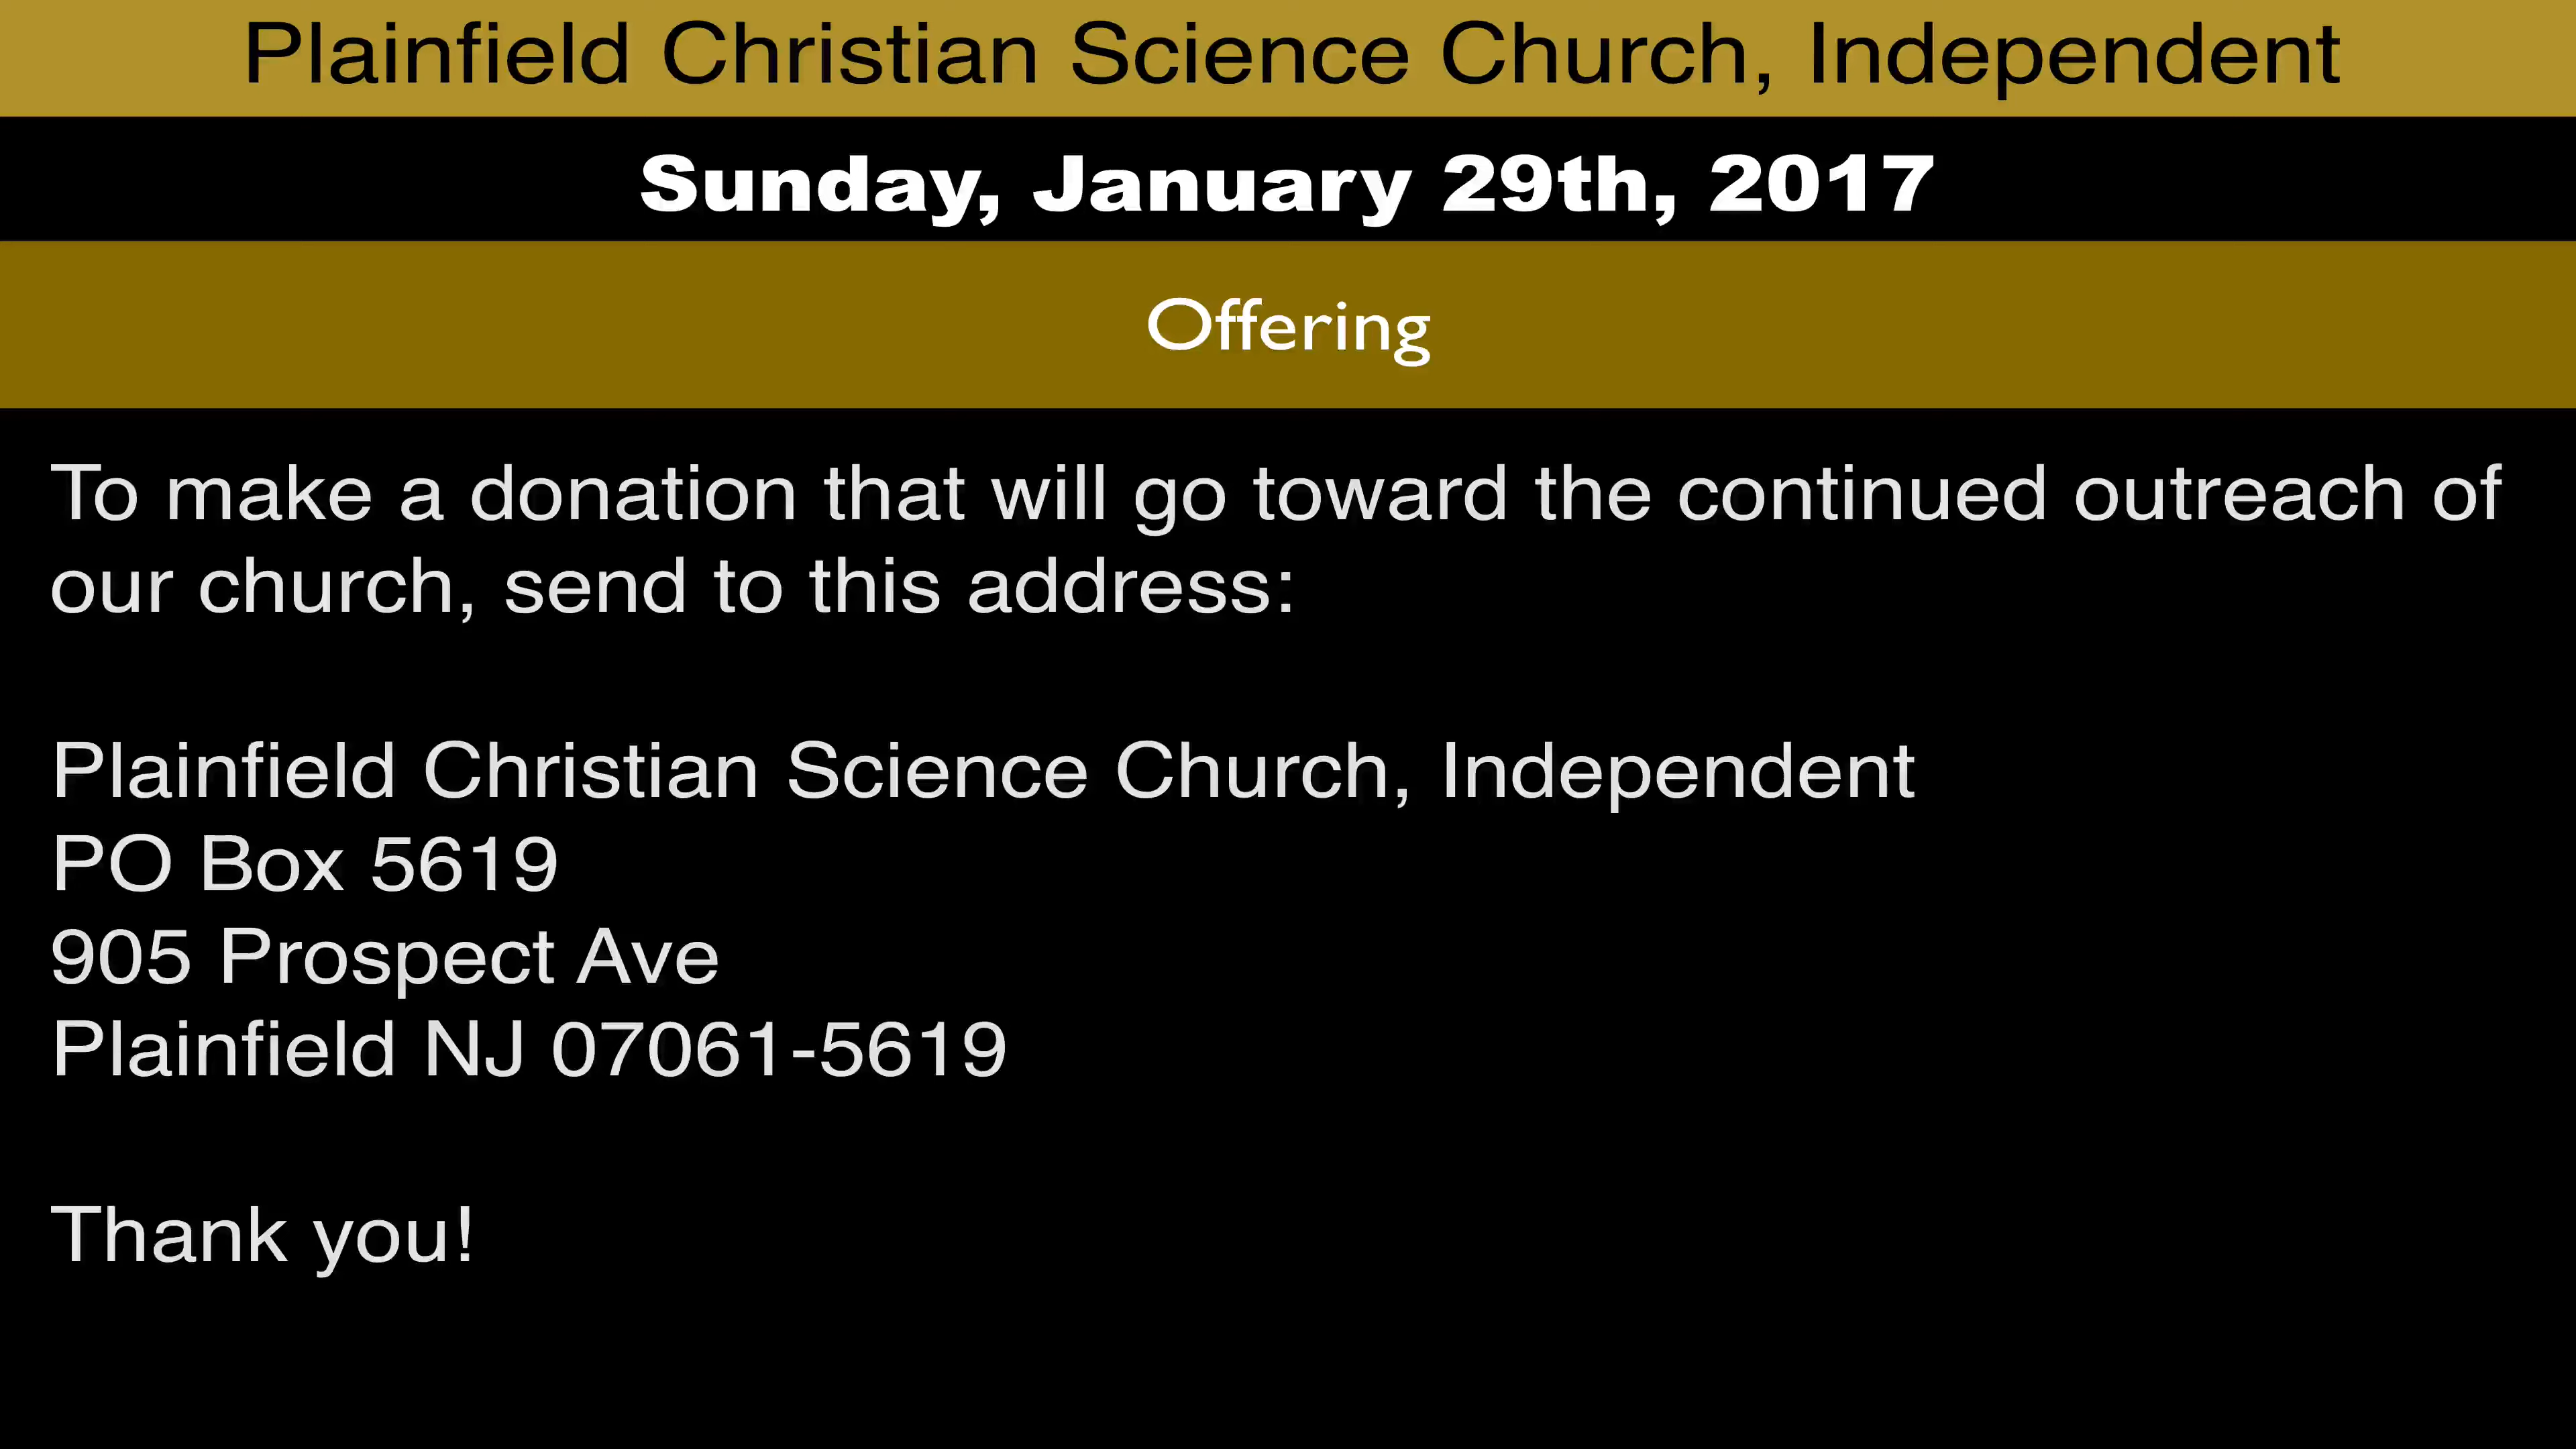 Plainfield Christian Science Church, Independent
Sunday, January 29th, 2017
Offering
To make a donation that will go toward the continued outreach of
our church, send to this address:
Plainfield Christian Science Church, Independent
PO Box 5619
905 Prospect Ave
Plainfield NJ 07061-5619
Thank you!